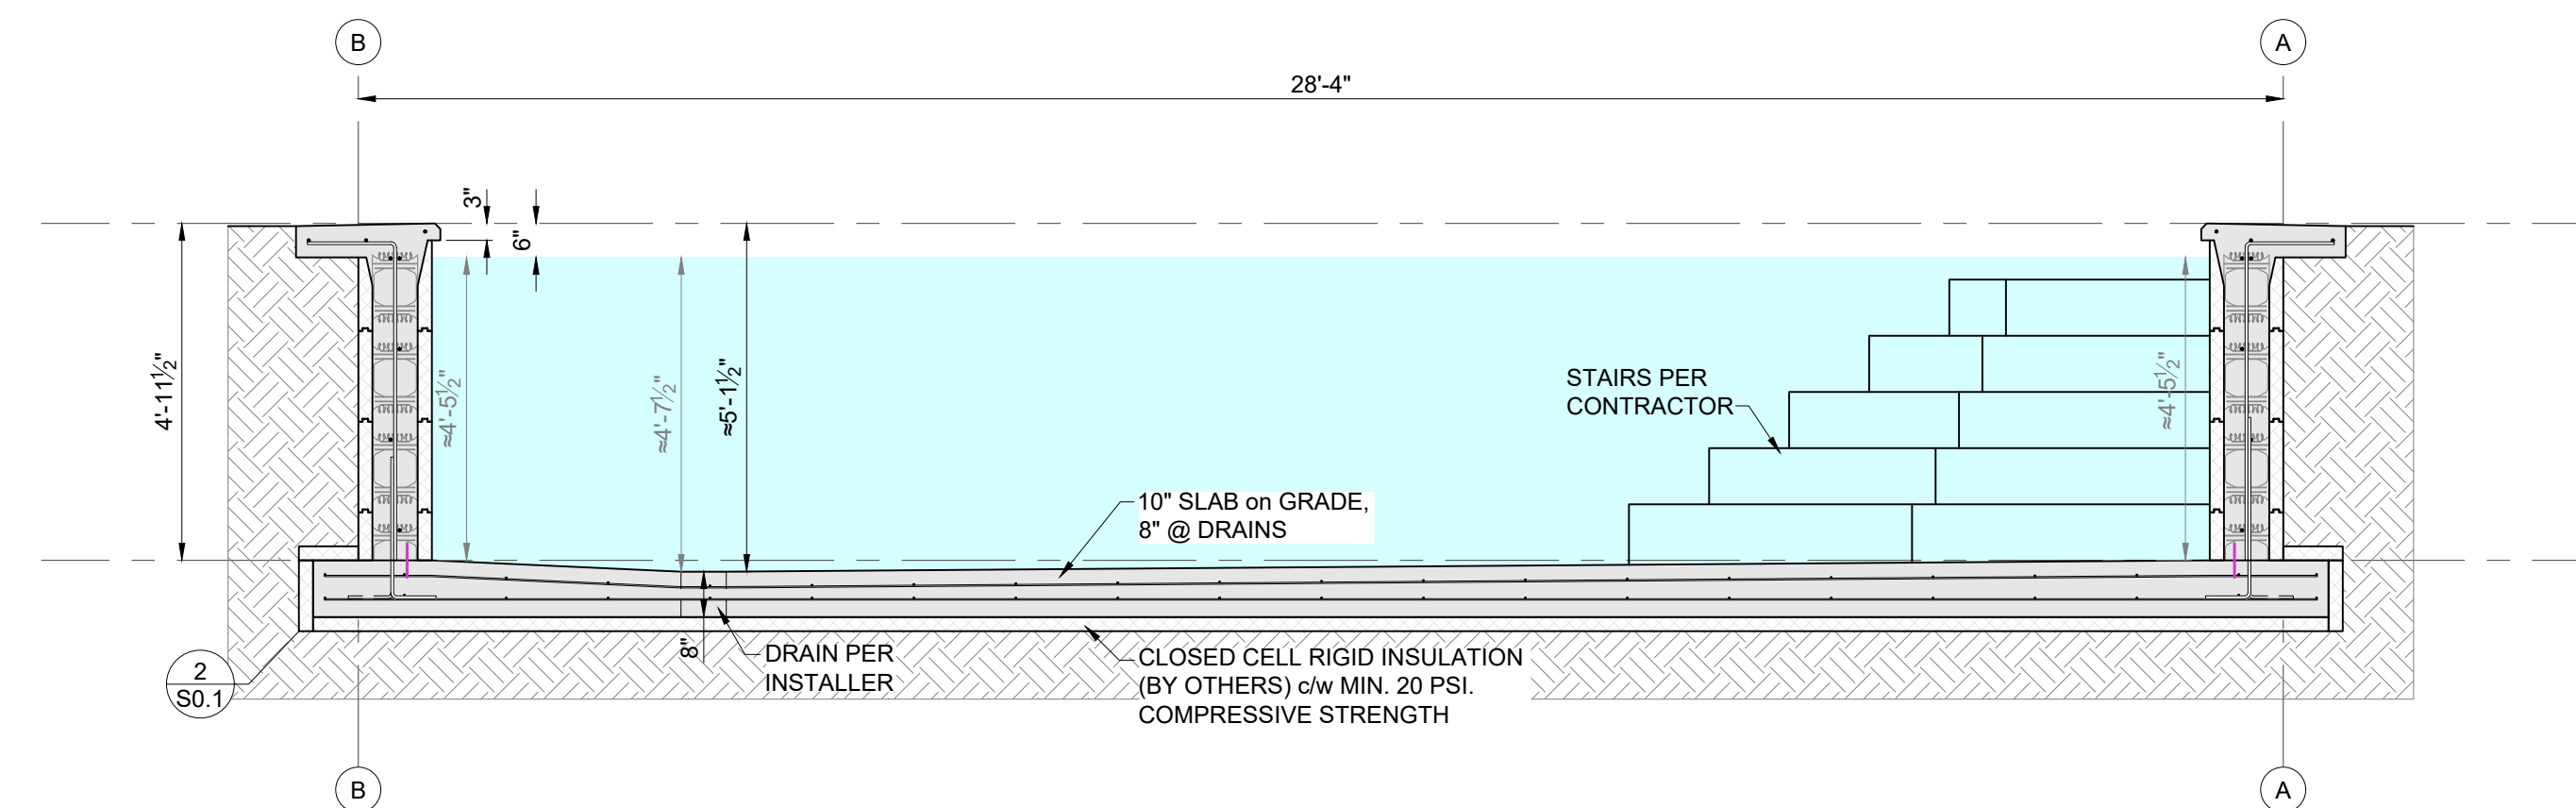 B
A
28'-4"
3"
6"
4'-11½"
≈4'-5½"
≈4'-7½"
≈5'-1½"
≈4'-5½"
STAIRS PER
CONTRACTOR
10" SLAB on GRADE,
8" @ DRAINS
8"
DRAIN PER
INSTALLER
CLOSED CELL RIGID INSULATION
(BY OTHERS) c/w MIN. 20 PSI.
COMPRESSIVE STRENGTH
2
S0.1
B
A